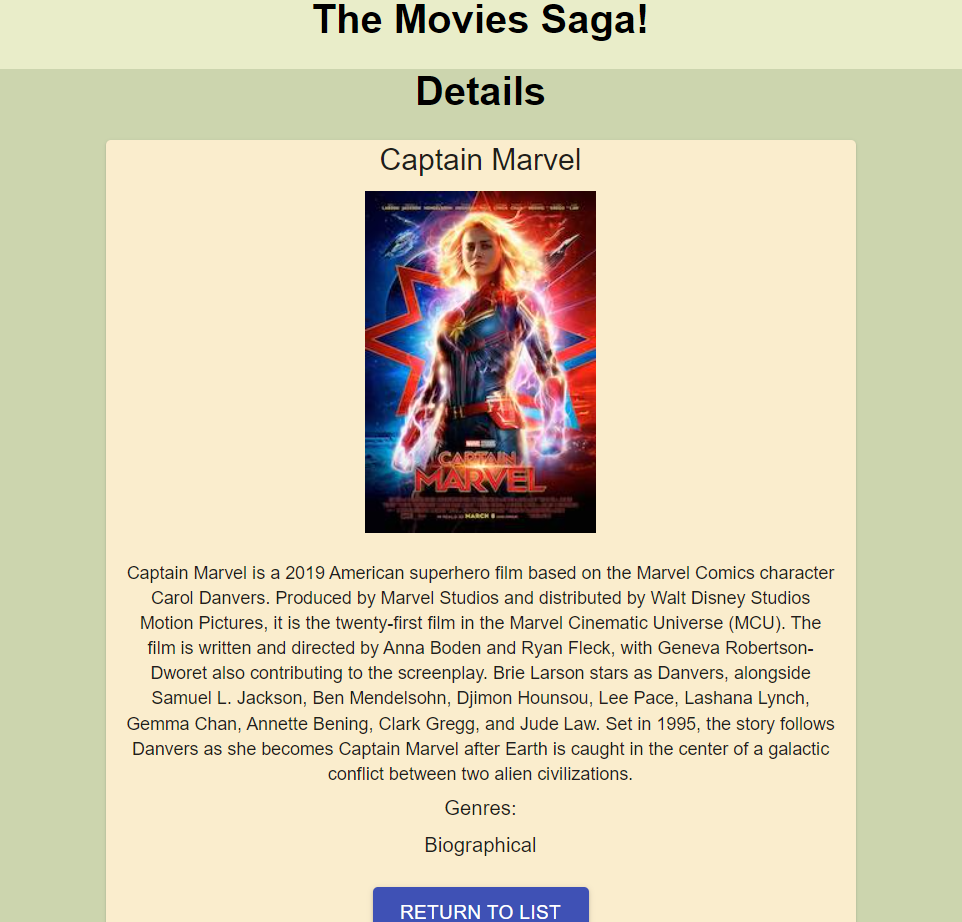 The Movies Saga!
Details
Captain Marvel
CAPTAIN
MARVEL
MARCH 8
Captain Marvel is a 2019 American superhero film based on the Marvel Comics character
Carol Danvers. Produced by Marvel Studios and distributed by Walt Disney Studios
Motion Pictures, it is the twenty-first film in the Marvel Cinematic Universe (MCU). The
film is written and directed by Anna Boden and Ryan Fleck, with Geneva Robertson-
Dworet also contributing to the screenplay. Brie Larson stars as Danvers, alongside
Samuel L. Jackson, Ben Mendelsohn, Djimon Hounsou, Lee Pace, Lashana Lynch,
Gemma Chan, Annette Bening, Clark Gregg, and Jude Law. Set in 1995, the story follows
Danvers as she becomes Captain Marvel after Earth is caught in the center of a galactic
conflict between two alien civilizations.
Genres:
Biographical
RETURN TO LIST